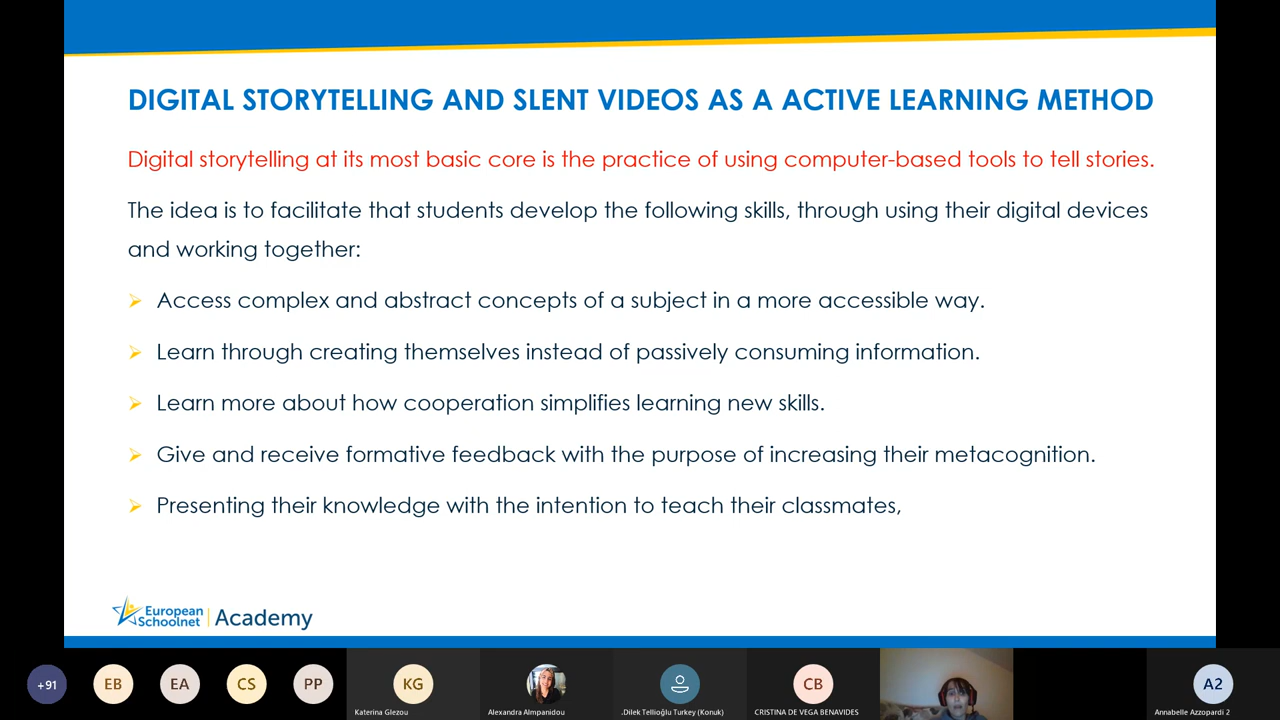 DIGITAL STORYTELLING AND SLENT VIDEOS AS A ACTIVE LEARNING METHOD
Digital storytelling at its most basic core is the practice of using computer-based tools to tell stories.
The idea is to facilitate that students develop the following skills, through using their digital devices
and working together:
Access complex and abstract concepts of a subject in a more accessible way.
Learn through creating themselves instead of passively consuming information.
Learn more about how cooperation simplifies learning new skills.
Give and receive formative feedback with the purpose of increasing their metacognition.
Presenting their knowledge with the intention to teach their classmates,
European
Schoolnet
Academy
+91
EB
EA
CS
PP
KG
CB
A2
Katerina Glezou
Alexandra Almpanidou
.Dilek Tellioğlu Turkey (Konuk)
CRISTINA DE VEGA BENAVIDES
Annabelle Azzopardi 2